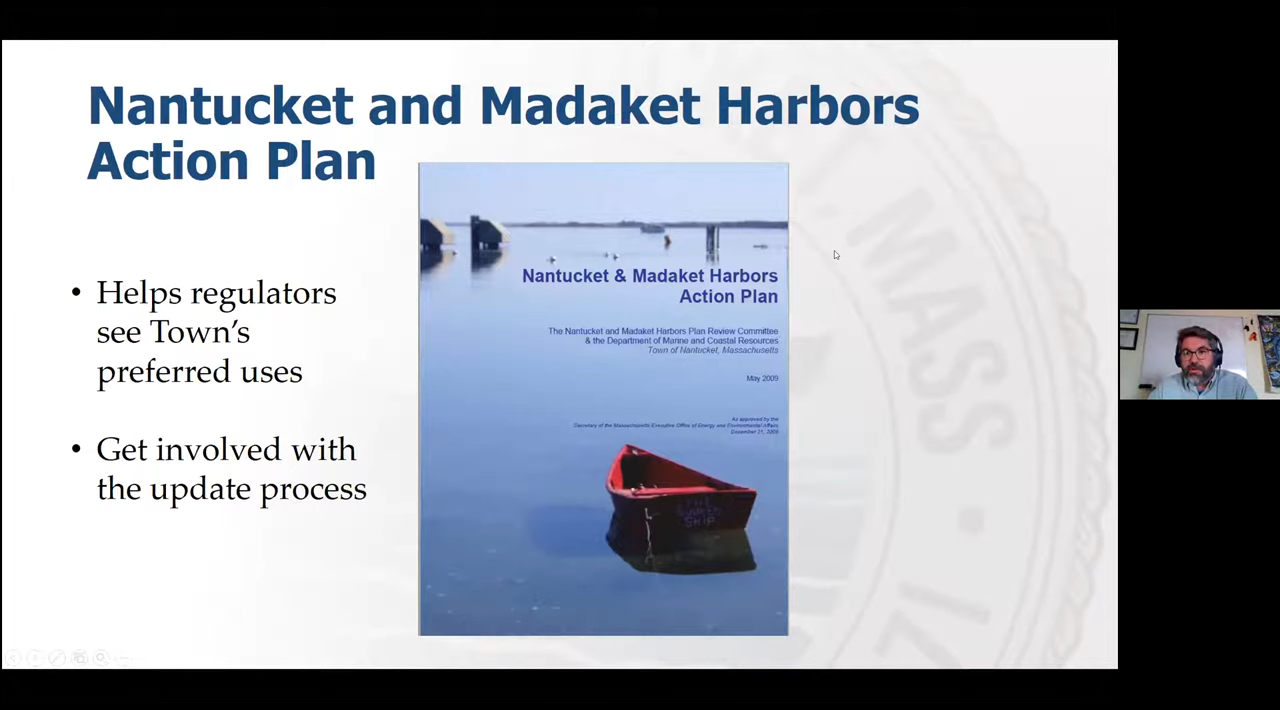 Nantucket and Madaket Harbors
Action Plan
• Helps regulators
see Town’s
preferred uses
• Get involved with
the update process
Nantucket & Madaket Harbors
Action Plan
The Nantucket and Madaket Harbors Plan Review Committee
& the Department of Marine and Coastal Resources
Town of Nantucket, Massachusetts
May 2009
As approved by the
Secretary of the Massachusetts Executive Office of Energy and Environmental Affairs
December 21, 2009
SKIP
MASS